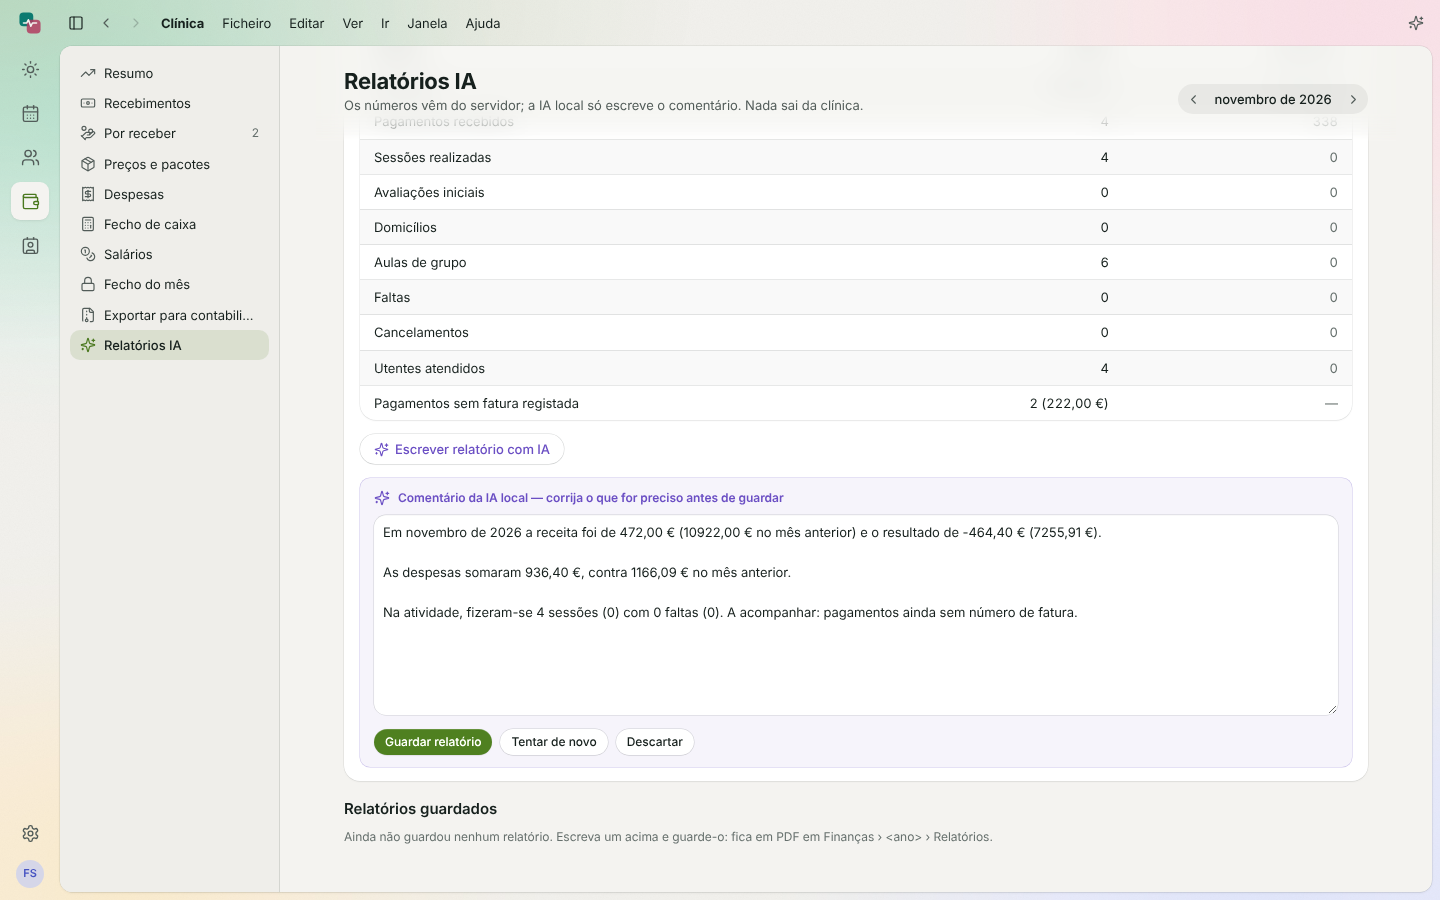 Clínica Ficheiro Editar Ver Ir Janela Ajuda
Resumo
Recebimentos
Por receber 2
Preços e pacotes
Despesas
Fecho de caixa
Salários
Fecho do mês
Exportar para contabili...
Relatórios IA
FS
Relatórios IA
Os números vêm do servidor; a IA local só escreve o comentário. Nada sai da clínica.
novembro de 2026
Pagamentos recebidos 4 338
Sessões realizadas 4 0
Avaliações iniciais 0 0
Domicílios 0 0
Aulas de grupo 6 0
Faltas 0 0
Cancelamentos 0 0
Utentes atendidos 4 0
Pagamentos sem fatura registada 2 (222,00 €) —
Escrever relatório com IA
Comentário da IA local — corrija o que for preciso antes de guardar
Em novembro de 2026 a receita foi de 472,00 € (10922,00 € no mês anterior) e o resultado de -464,40 € (7255,91 €).
As despesas somaram 936,40 €, contra 1166,09 € no mês anterior.
Na atividade, fizeram-se 4 sessões (0) com 0 faltas (0). A acompanhar: pagamentos ainda sem número de fatura.
Guardar relatório Tentar de novo Descartar
Relatórios guardados
Ainda não guardou nenhum relatório. Escreva um acima e guarde-o: fica em PDF em Finanças › <ano> › Relatórios.